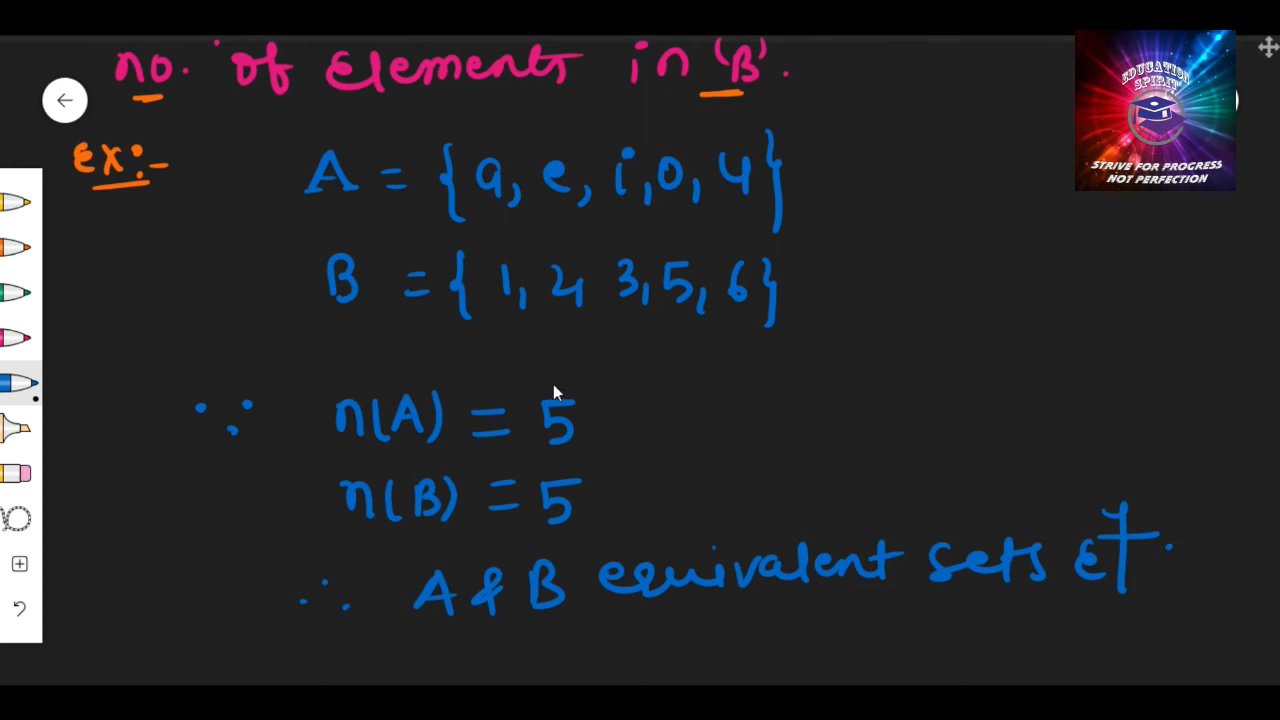 no. of elements in 'B'.
EDUCATION SPIRIT
STRIVE FOR PROGRESS
NOT PERFECTION
ex:-
A = {a, e, i, o, u}
B = {1, 2, 3, 5, 6}
∵ n(A) = 5
n(B) = 5
∴ A & B equivalent sets हैं.